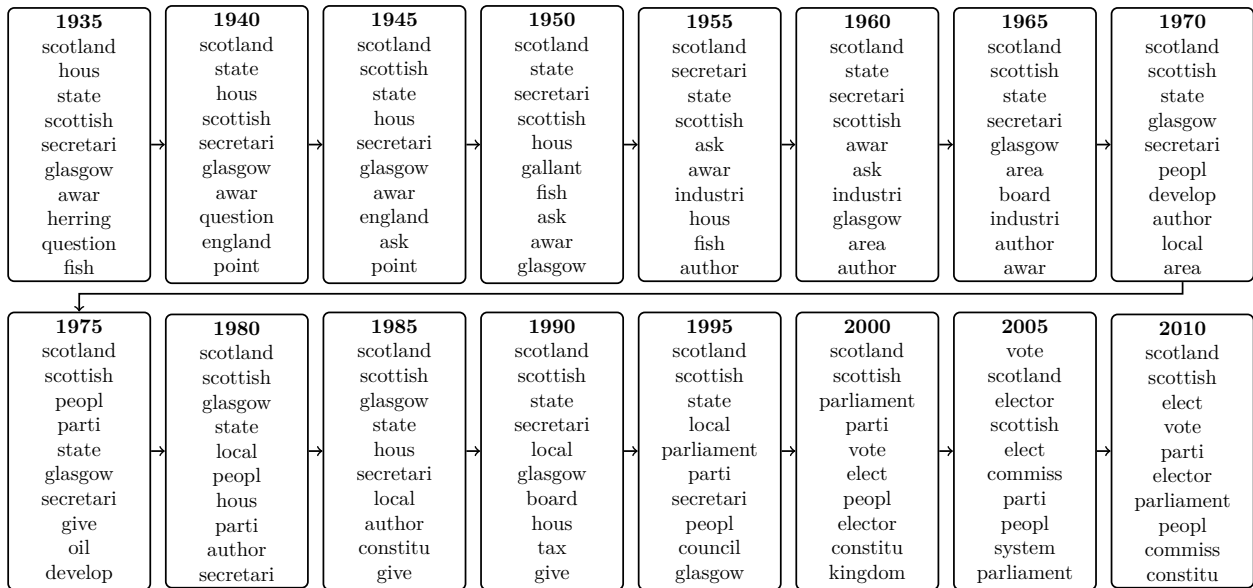 1935
scotland
hous
state
scottish
secretari
glasgow
awar
herring
question
fish
1940
scotland
state
hous
scottish
secretari
glasgow
awar
question
england
point
1945
scotland
scottish
state
hous
secretari
glasgow
awar
england
ask
point
1950
scotland
state
secretari
scottish
hous
gallant
fish
ask
awar
glasgow
1955
scotland
secretari
state
scottish
ask
awar
industri
hous
fish
author
1960
scotland
state
secretari
scottish
awar
ask
industri
glasgow
area
author
1965
scotland
scottish
state
secretari
glasgow
area
board
industri
author
awar
1970
scotland
scottish
state
glasgow
secretari
peopl
develop
author
local
area
1975
scotland
scottish
peopl
parti
state
glasgow
secretari
give
oil
develop
1980
scotland
scottish
glasgow
state
local
peopl
hous
parti
author
secretari
1985
scotland
scottish
glasgow
state
hous
secretari
local
author
constitu
give
1990
scotland
scottish
state
secretari
local
glasgow
board
hous
tax
give
1995
scotland
scottish
state
local
parliament
parti
secretari
peopl
council
glasgow
2000
scotland
scottish
parliament
parti
vote
elect
peopl
elector
constitu
kingdom
2005
vote
scotland
elector
scottish
elect
commiss
parti
peopl
system
parliament
2010
scotland
scottish
elect
vote
parti
elector
parliament
peopl
commiss
constitu